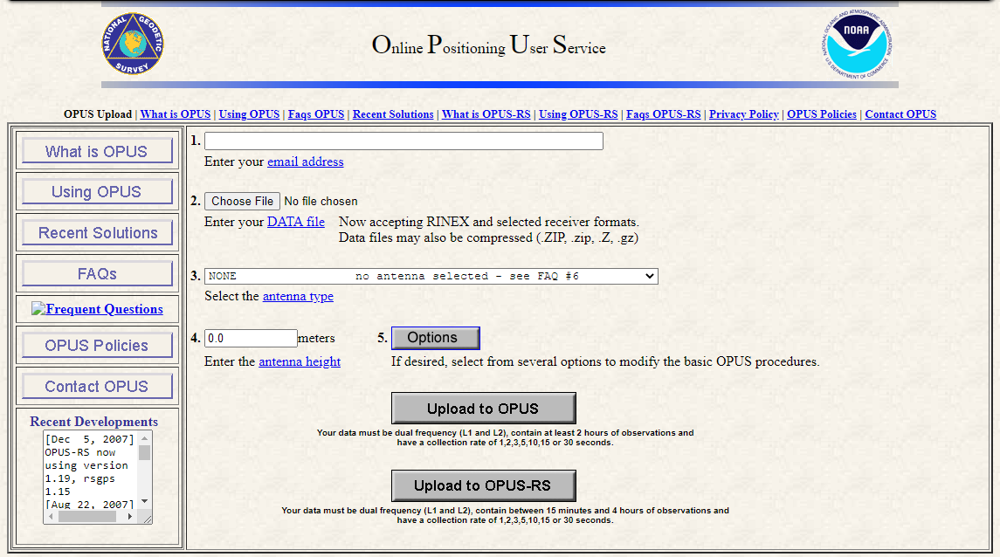 NATIONAL GEODETIC SURVEY
Online Positioning User Service
NATIONAL OCEANIC AND ATMOSPHERIC ADMINISTRATION
NOAA
U.S. DEPARTMENT OF COMMERCE
OPUS Upload | What is OPUS | Using OPUS | Faqs OPUS | Recent Solutions | What is OPUS-RS | Using OPUS-RS | Faqs OPUS-RS | Privacy Policy | OPUS Policies | Contact OPUS
What is OPUS
Using OPUS
Recent Solutions
FAQs
Frequent Questions
OPUS Policies
Contact OPUS
Recent Developments
[Dec 5, 2007]
OPUS-RS now
using version
1.19, rsgps
1.15
[Aug 22, 2007]
1.
Enter your email address
2. Choose File No file chosen
Enter your DATA file Now accepting RINEX and selected receiver formats.
Data files may also be compressed (.ZIP, .zip, .Z, .gz)
3. NONE no antenna selected - see FAQ #6
Select the antenna type
4. 0.0 meters 5. Options
Enter the antenna height If desired, select from several options to modify the basic OPUS procedures.
Upload to OPUS
Your data must be dual frequency (L1 and L2), contain at least 2 hours of observations and
have a collection rate of 1,2,3,5,10,15 or 30 seconds.
Upload to OPUS-RS
Your data must be dual frequency (L1 and L2), contain between 15 minutes and 4 hours of observations and
have a collection rate of 1,2,3,5,10,15 or 30 seconds.